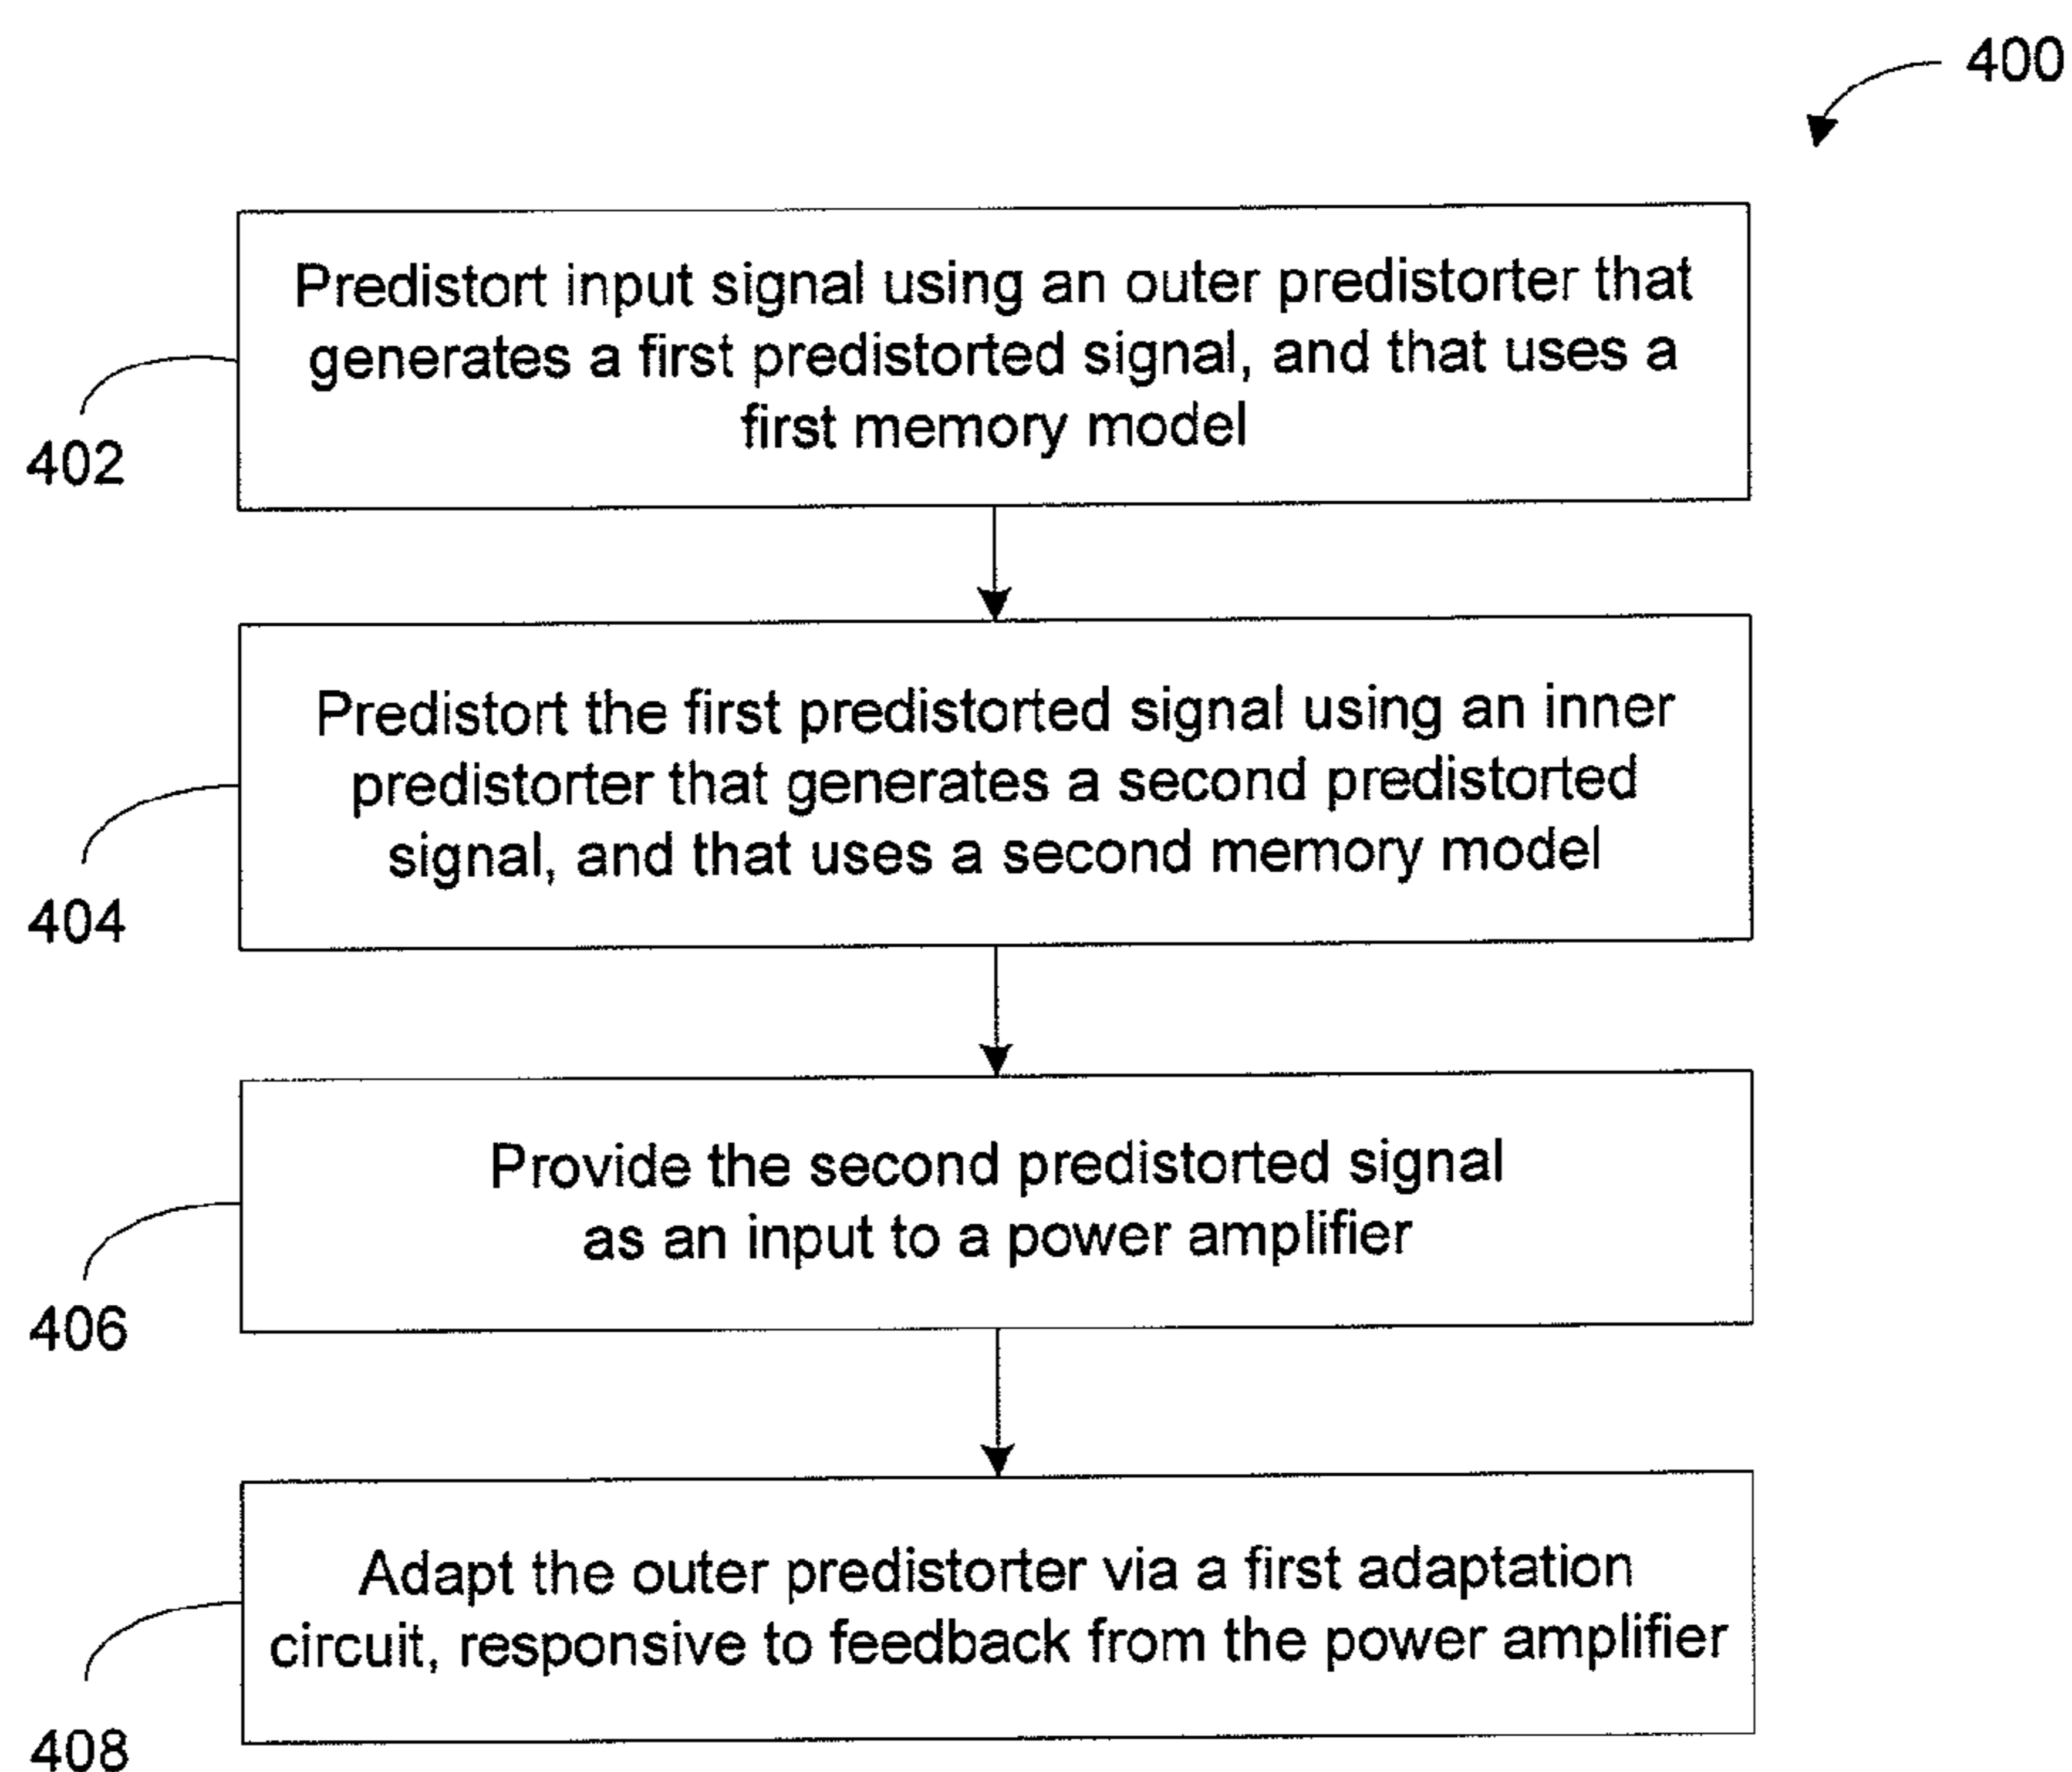 400
Predistort input signal using an outer predistorter that
generates a first predistorted signal, and that uses a
first memory model
402
Predistort the first predistorted signal using an inner
predistorter that generates a second predistorted
signal, and that uses a second memory model
404
Provide the second predistorted signal
as an input to a power amplifier
406
Adapt the outer predistorter via a first adaptation
circuit, responsive to feedback from the power amplifier
408